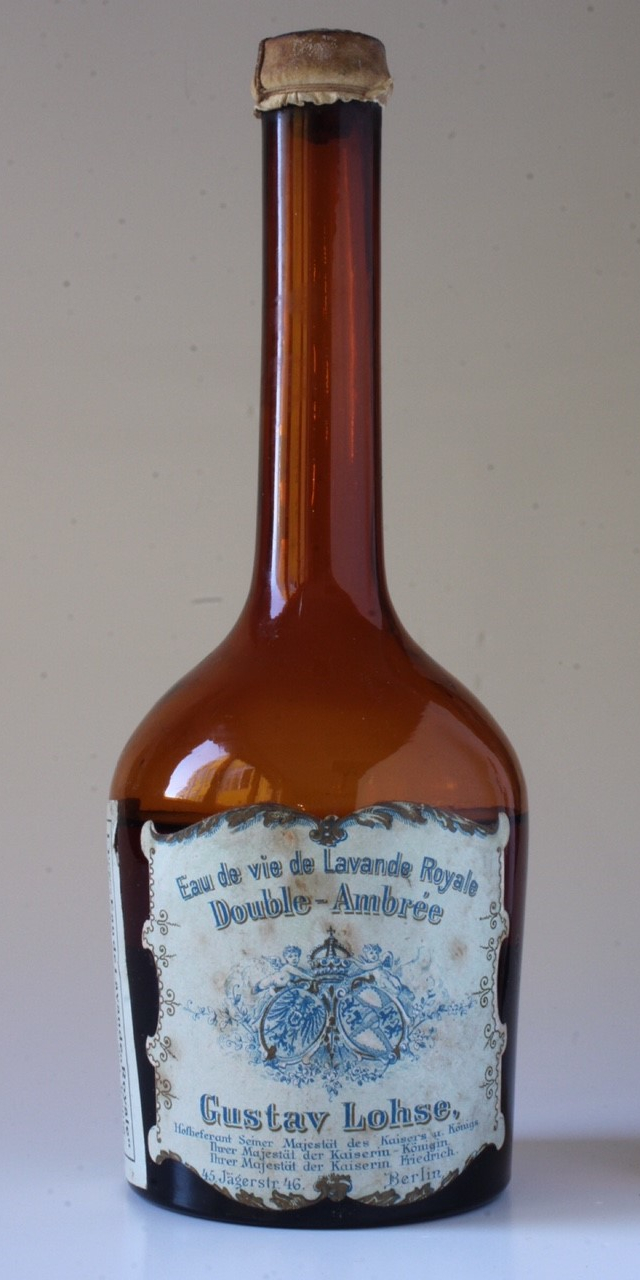 Eau de vie de Lavande Royale
Double-Ambrée
Gustav Lohse,
Hoflieferant Seiner Majestät des Kaisers u. Königs,
Ihrer Majestät der Kaiserin-Königin,
Ihrer Majestät der Kaiserin Friedrich.
45 Jägerstr. 46. Berlin